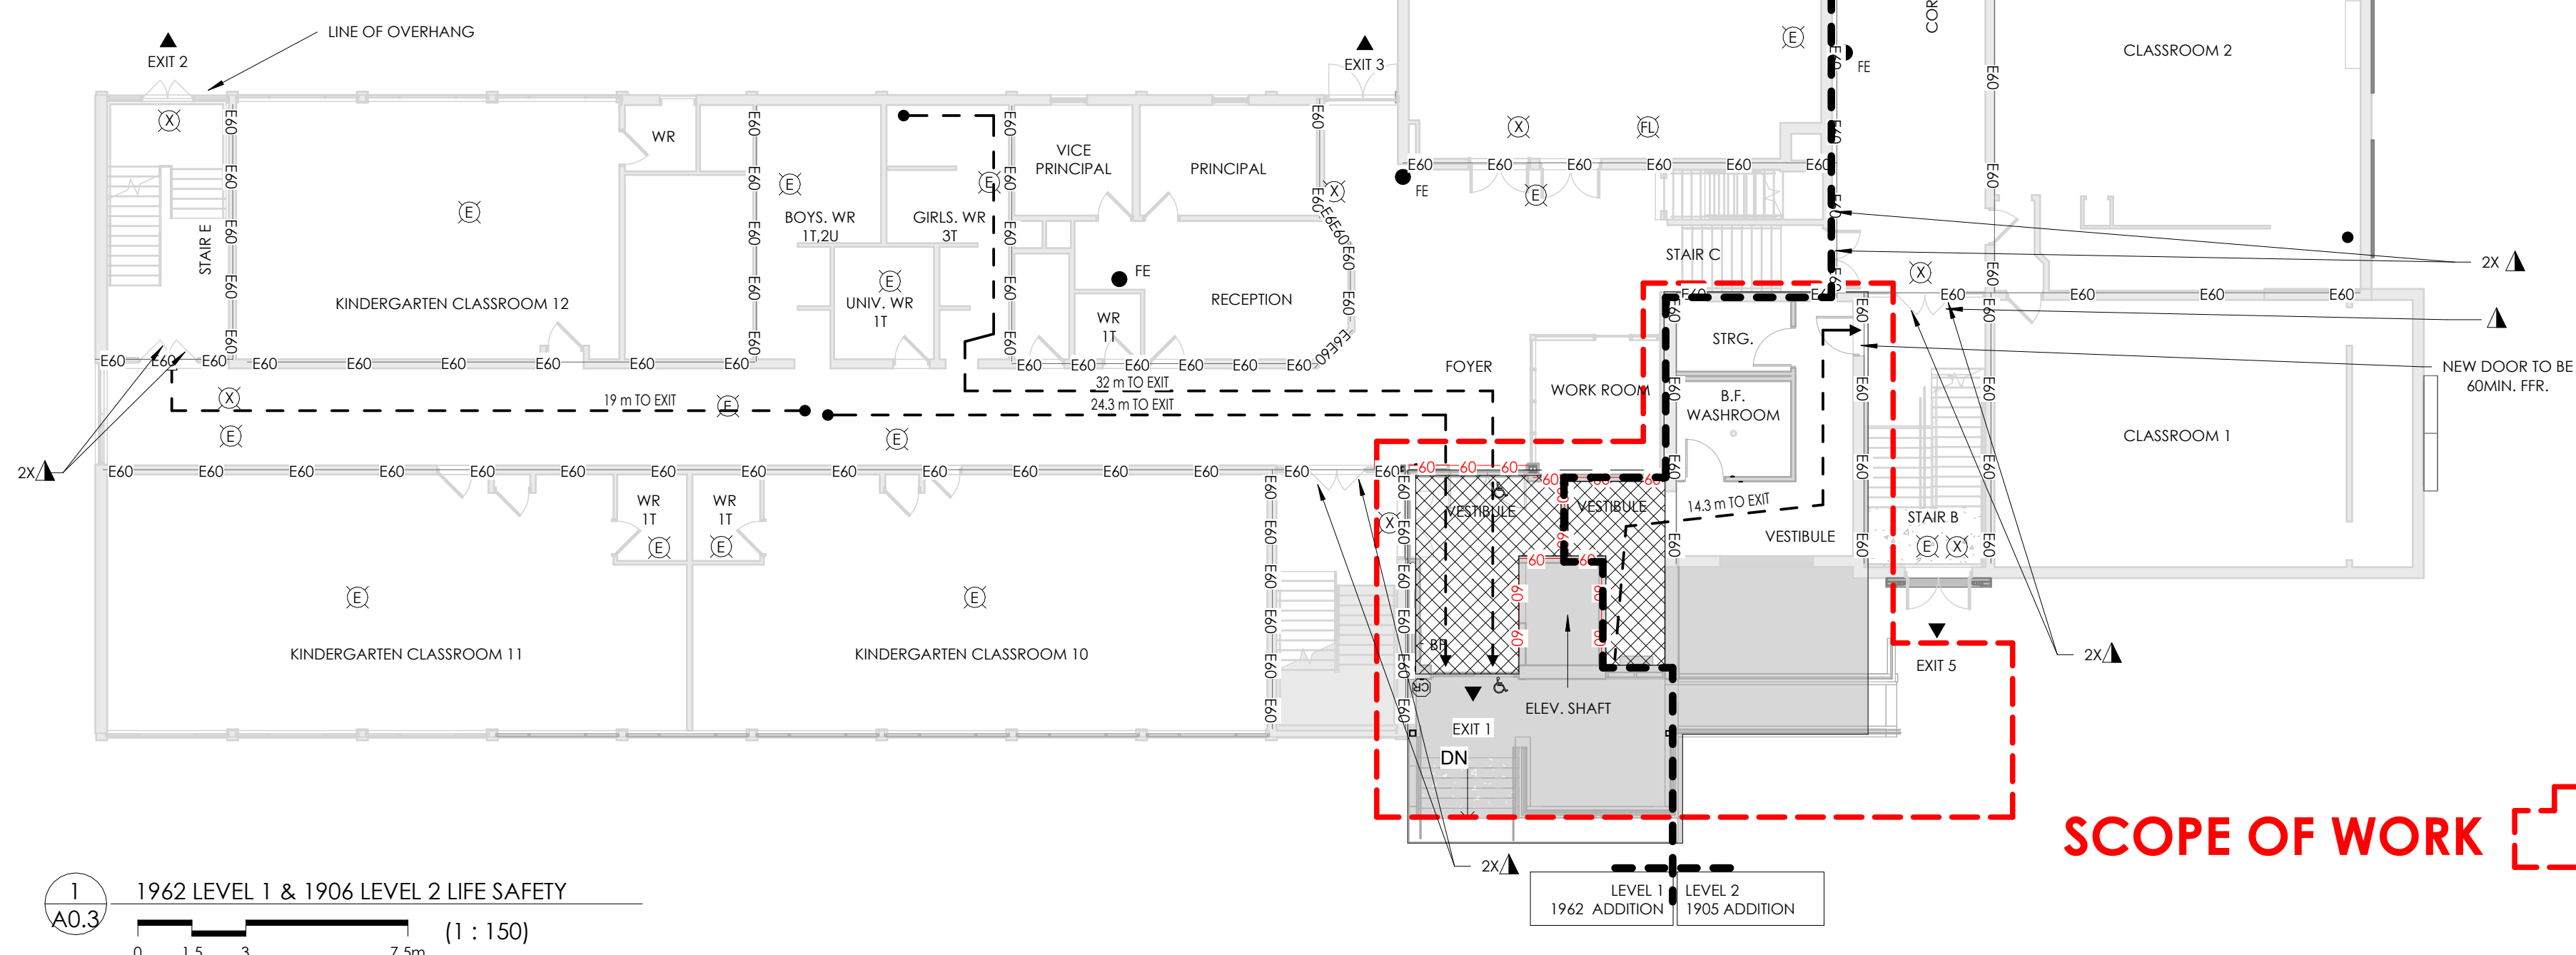 LINE OF OVERHANG
EXIT 2
EXIT 3
FE
CLASSROOM 2
E60
X
FL
E
WR
VICE
PRINCIPAL
PRINCIPAL
FE
STAIR E
KINDERGARTEN CLASSROOM 12
BOYS. WR
1T,2U
GIRLS. WR
3T
UNIV. WR
1T
FE
RECEPTION
WR
1T
STAIR C
2X
STRG.
FOYER
WORK ROOM
B.F.
WASHROOM
NEW DOOR TO BE
60MIN. FFR.
32 m TO EXIT
19 m TO EXIT
24.3 m TO EXIT
CLASSROOM 1
2X
WR
1T
WR
1T
60
VESTIBULE
VESTIBULE
14.3 m TO EXIT
VESTIBULE
STAIR B
KINDERGARTEN CLASSROOM 11
KINDERGARTEN CLASSROOM 10
2X
EXIT 5
CR
ELEV. SHAFT
EXIT 1
DN
SCOPE OF WORK
2X
LEVEL 1
1962 ADDITION
LEVEL 2
1905 ADDITION
1
A0.3
1962 LEVEL 1 & 1906 LEVEL 2 LIFE SAFETY
(1 : 150)
0 1.5 3 7.5m